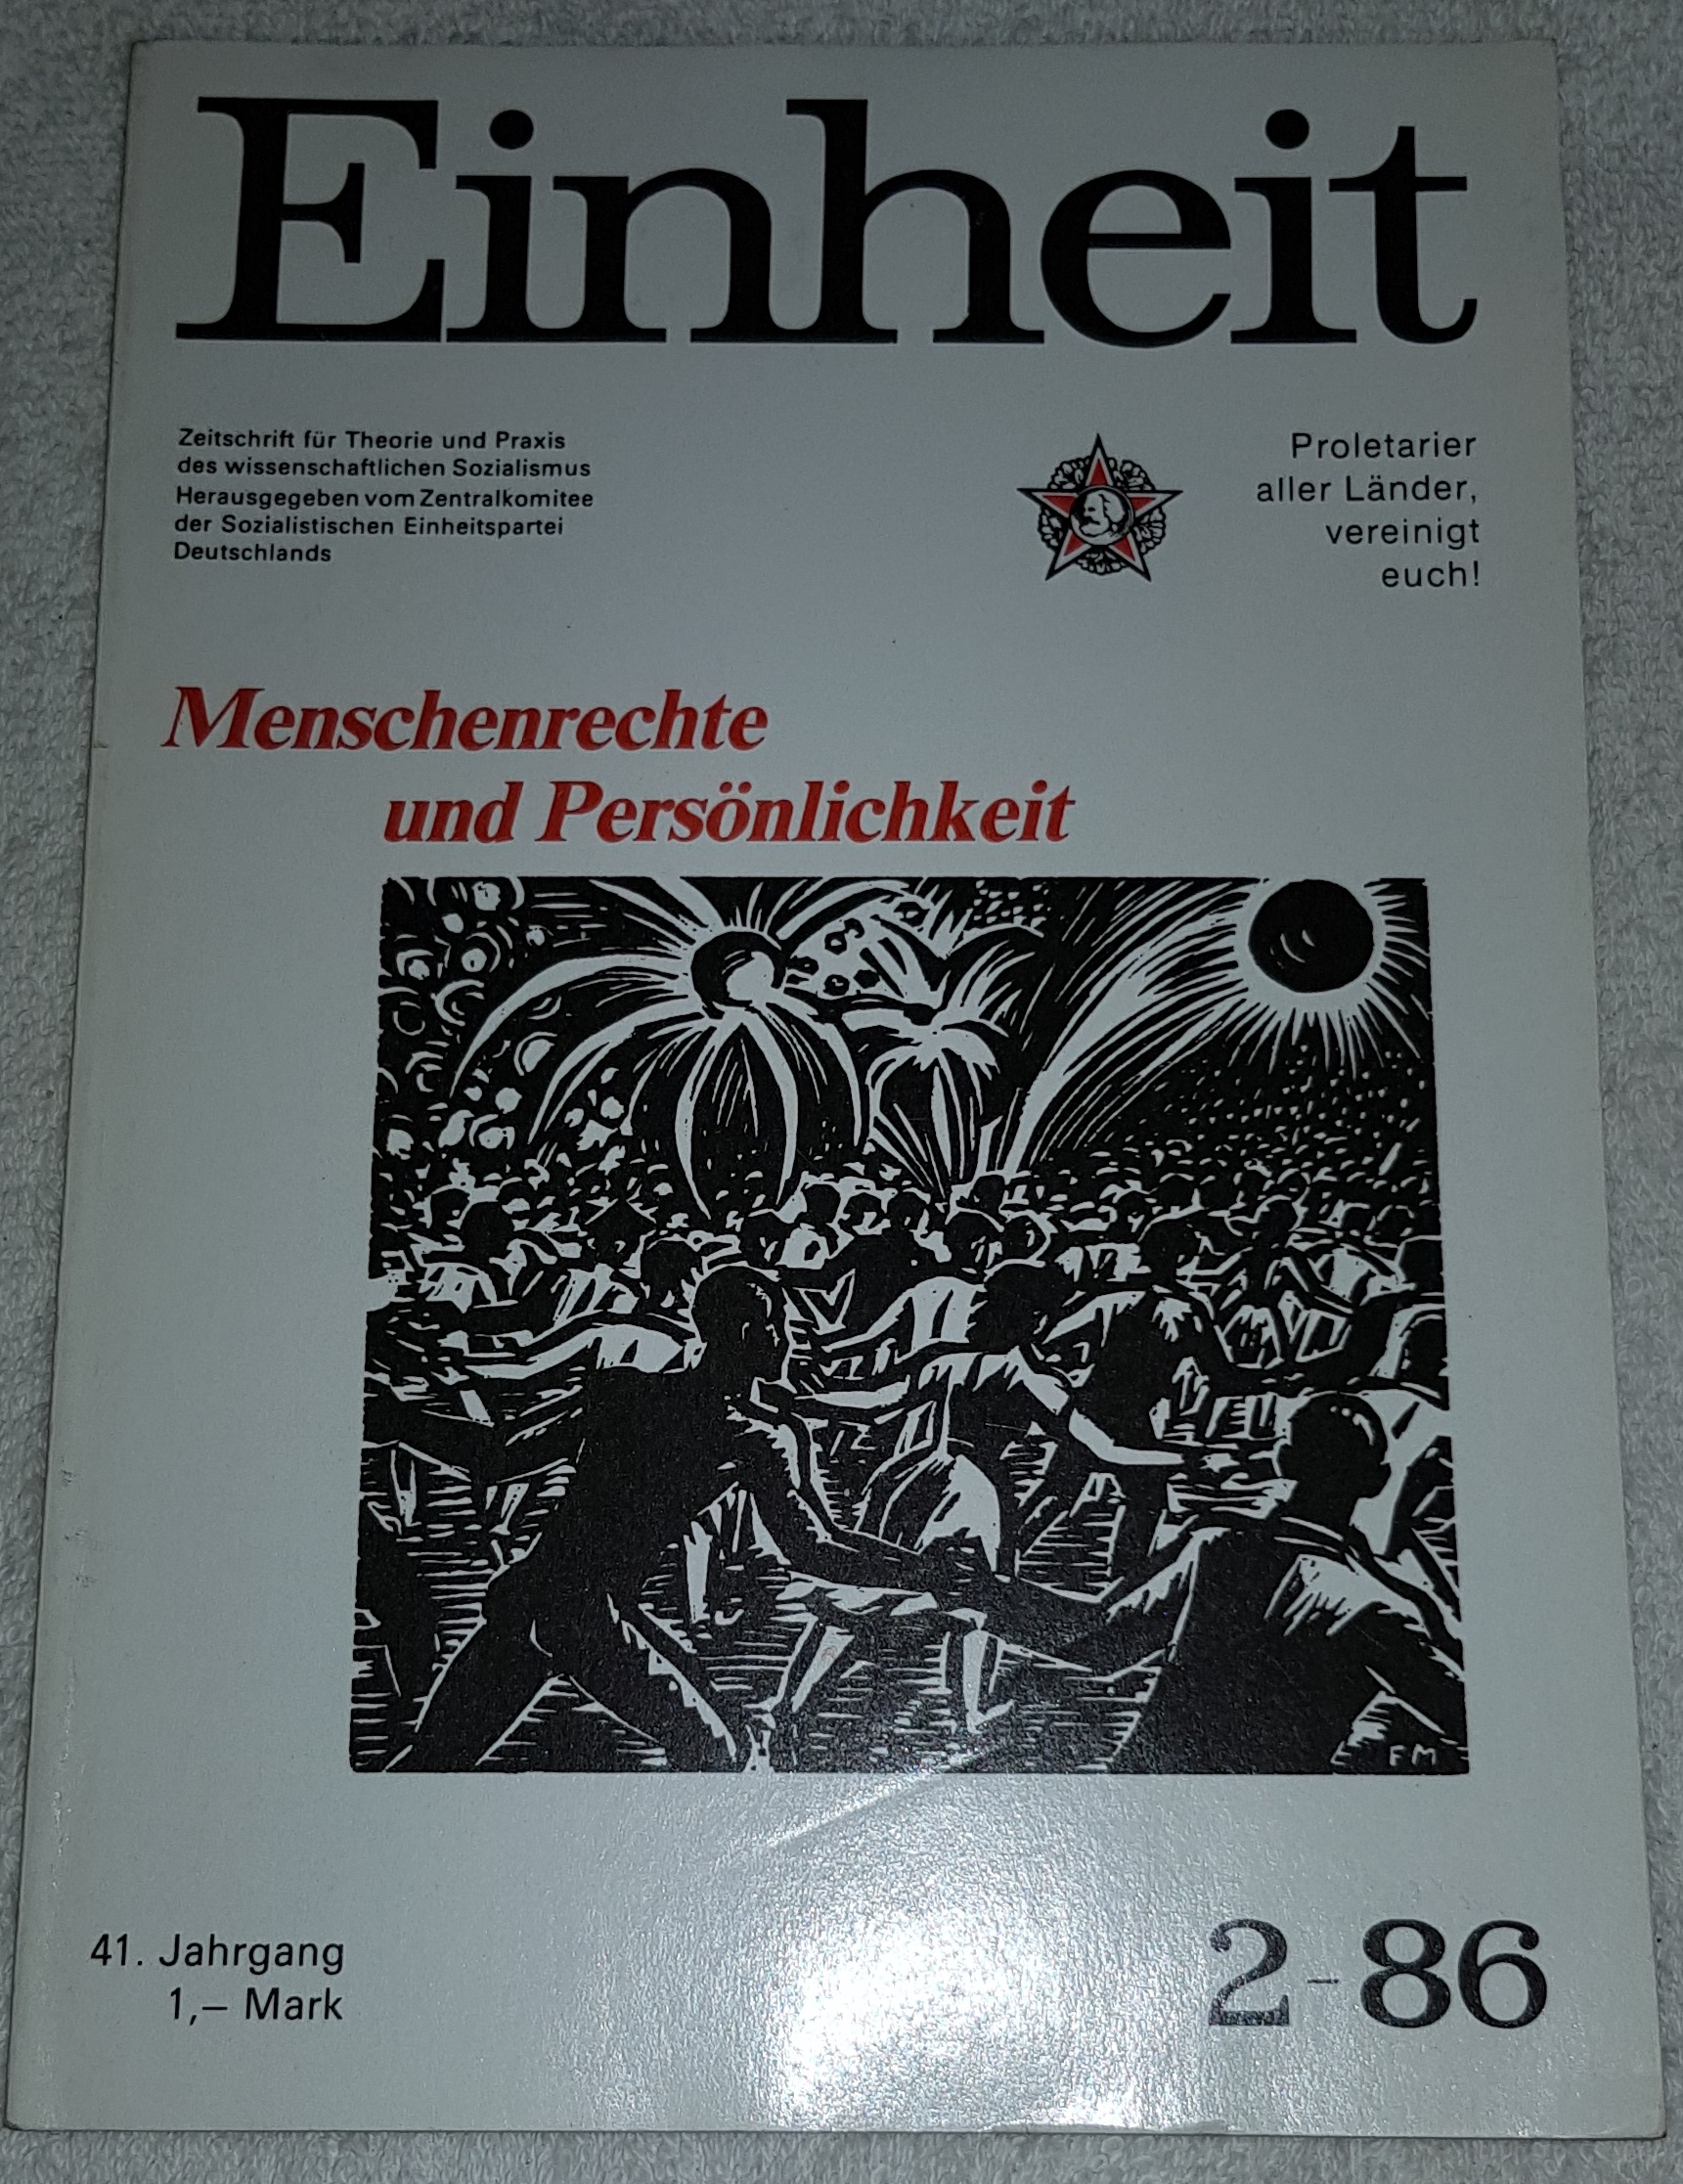 Einheit
Zeitschrift für Theorie und Praxis
des wissenschaftlichen Sozialismus
Herausgegeben vom Zentralkomitee
der Sozialistischen Einheitspartei
Deutschlands
Proletarier
aller Länder,
vereinigt
euch!
Menschenrechte
und Persönlichkeit
FM
41. Jahrgang
1,– Mark
2-86